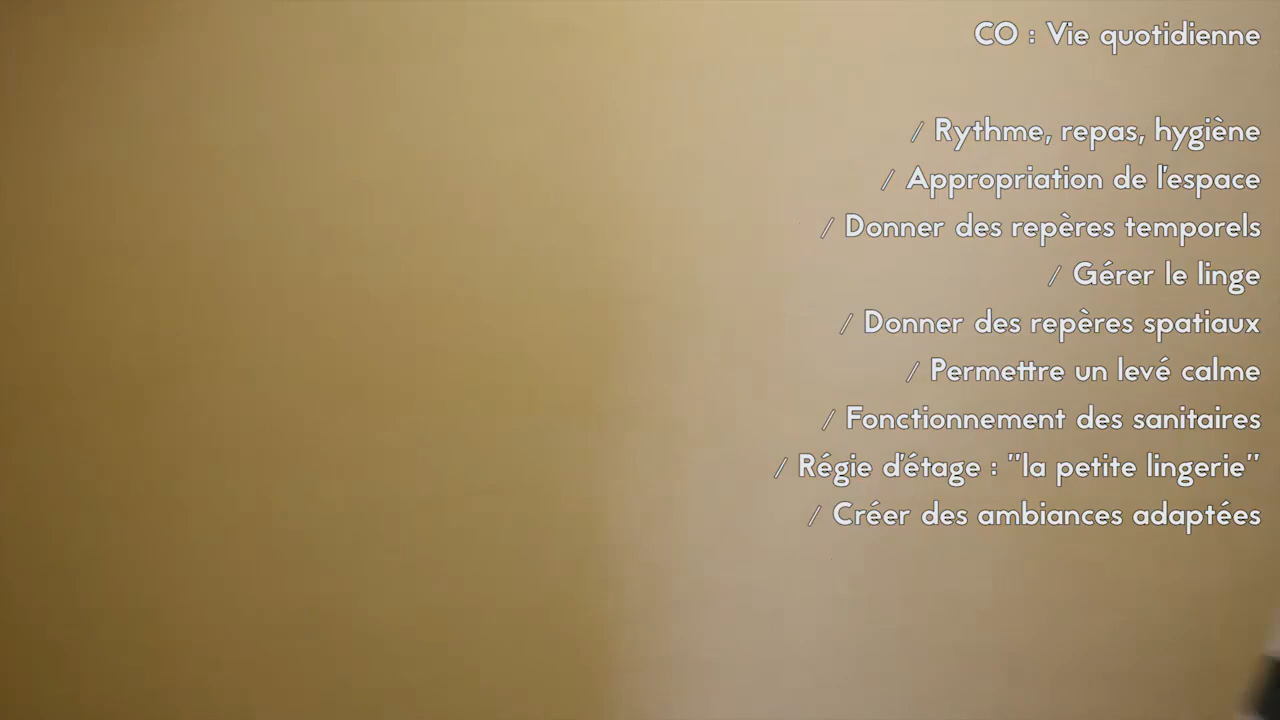 CO : Vie quotidienne
/ Rythme, repas, hygiène
/ Appropriation de l'espace
/ Donner des repères temporels
/ Gérer le linge
/ Donner des repères spatiaux
/ Permettre un levé calme
/ Fonctionnement des sanitaires
/ Régie d'étage : "la petite lingerie"
/ Créer des ambiances adaptées